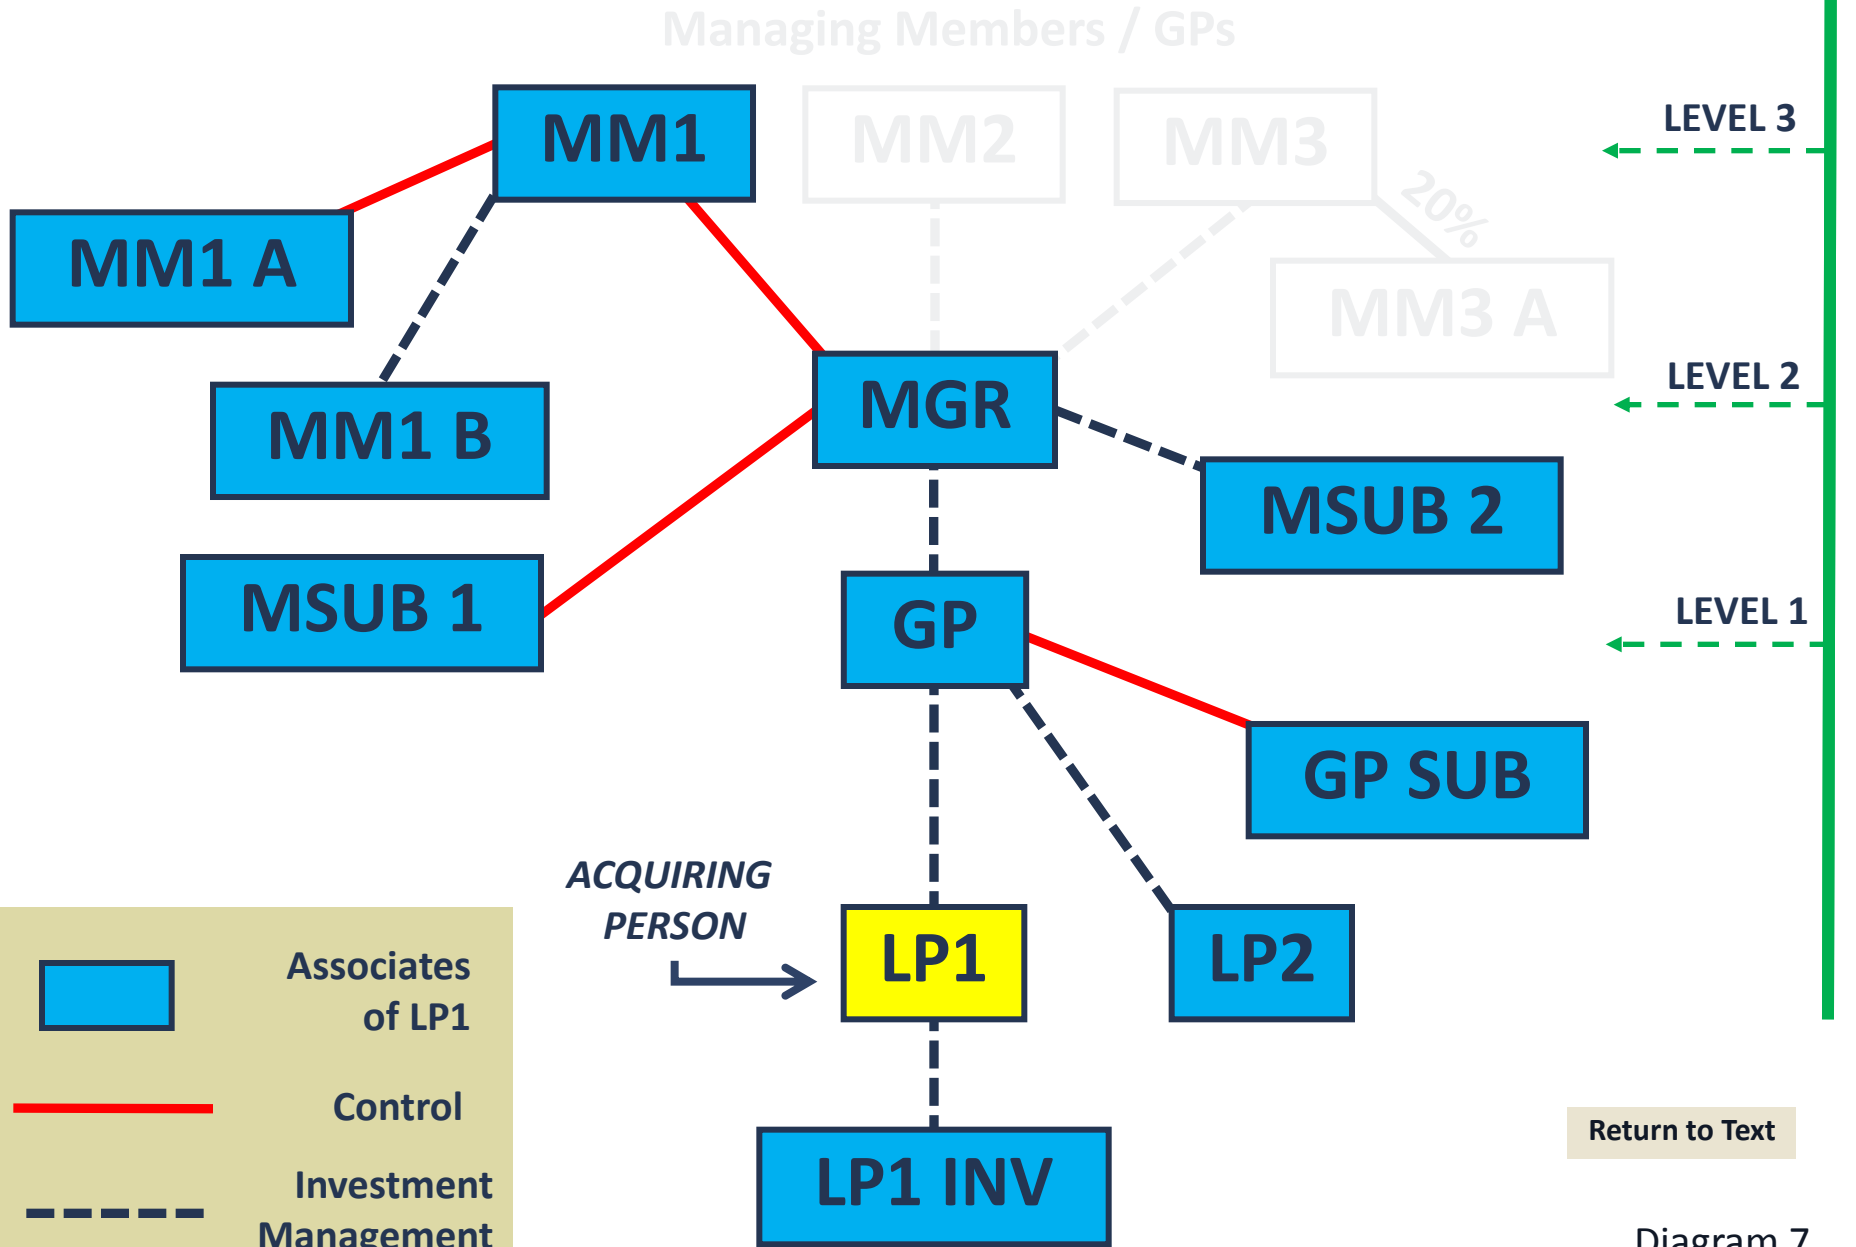 Managing Members / GPs
MM1
MM2
MM3
LEVEL 3
20%
MM1 A
MM3 A
LEVEL 2
MGR
MM1 B
MSUB 2
MSUB 1
GP
LEVEL 1
GP SUB
ACQUIRING
PERSON
LP1
LP2
Associates
of LP1
Control
Return to Text
LP1 INV
Investment
Management
Diagram 7